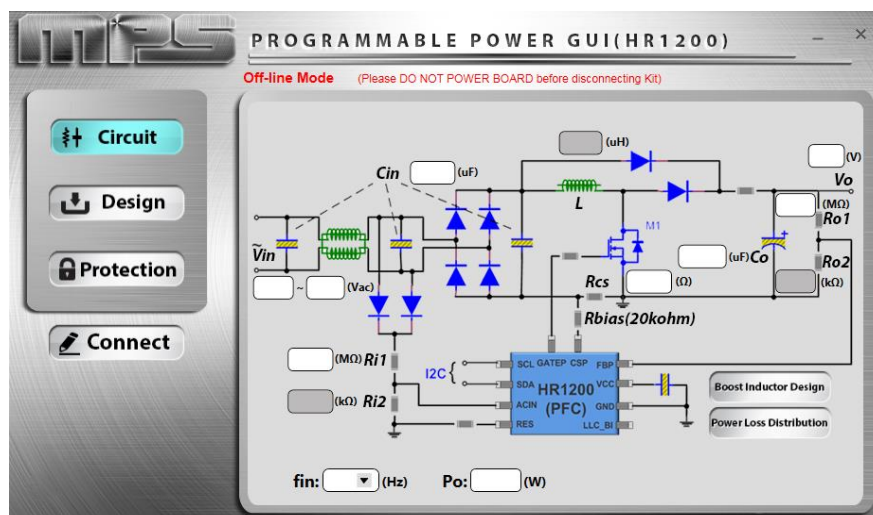 MPS PROGRAMMABLE POWER GUI(HR1200)
Off-line Mode (Please DO NOT POWER BOARD before disconnecting Kit)
Circuit
Design
Protection
Connect
Cin (uF)
(uH)
(V)
Vo
L
M1
(MΩ)
Ro1
(uF) Co
Ro2
(kΩ)
~
Vin
~ (Vac)
Rcs
(Ω)
Rbias(20kohm)
(MΩ) Ri1
(kΩ) Ri2
I2C {
SCL GATEP CSP FBP
SDA HR1200 VCC
ACIN (PFC) GND
RES LLC_BI
Boost Inductor Design
Power Loss Distribution
fin: (Hz) Po: (W)